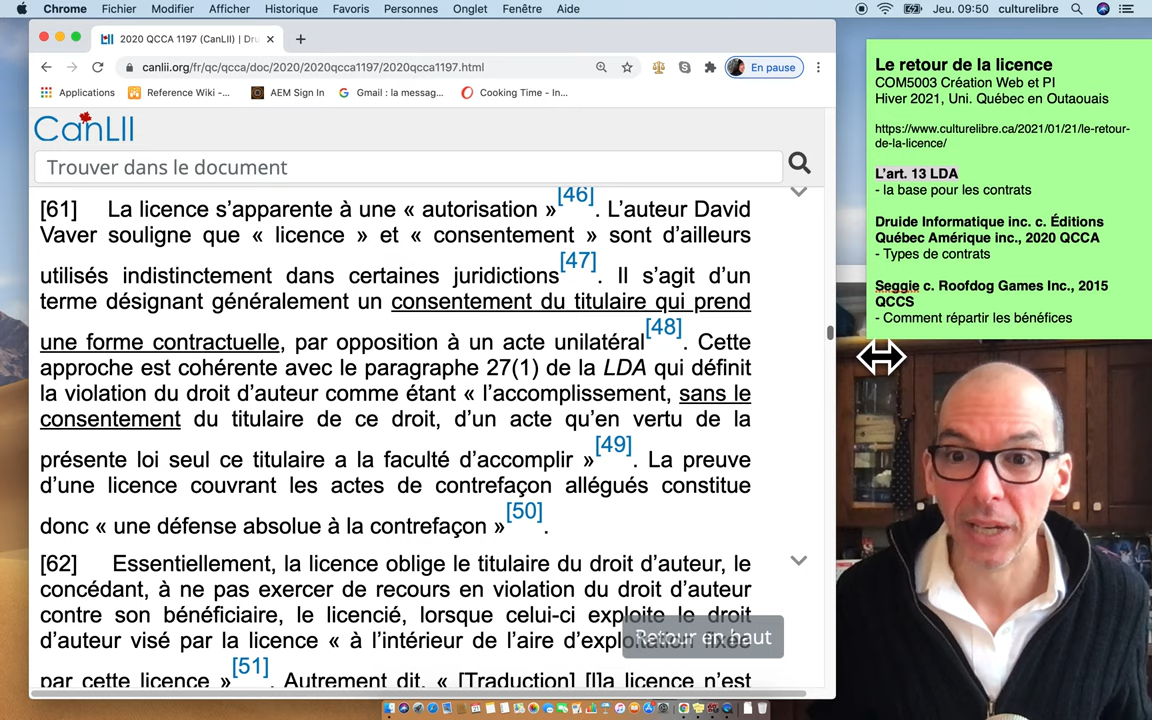 Chrome Fichier Modifier Afficher Historique Favoris Personnes Onglet Fenêtre Aide
Jeu. 09:50 culturelibre
2020 QCCA 1197 (CanLII) | Dru
canlii.org/fr/qc/qcca/doc/2020/2020qcca1197/2020qcca1197.html
En pause
Applications Reference Wiki -... AEM Sign In Gmail : la messag... Cooking Time - In...
CanLII
Trouver dans le document
[61] La licence s’apparente à une « autorisation »[46]. L’auteur David
Vaver souligne que « licence » et « consentement » sont d’ailleurs
utilisés indistinctement dans certaines juridictions[47]. Il s’agit d’un
terme désignant généralement un consentement du titulaire qui prend
une forme contractuelle, par opposition à un acte unilatéral[48]. Cette
approche est cohérente avec le paragraphe 27(1) de la LDA qui définit
la violation du droit d’auteur comme étant « l’accomplissement, sans le
consentement du titulaire de ce droit, d’un acte qu’en vertu de la
présente loi seul ce titulaire a la faculté d’accomplir »[49]. La preuve
d’une licence couvrant les actes de contrefaçon allégués constitue
donc « une défense absolue à la contrefaçon »[50].
[62] Essentiellement, la licence oblige le titulaire du droit d’auteur, le
concédant, à ne pas exercer de recours en violation du droit d’auteur
contre son bénéficiaire, le licencié, lorsque celui-ci exploite le droit
d’auteur visé par la licence « à l’intérieur de l’aire d’exploitation fixée
par cette licence »[51]. Autrement dit, « [Traduction] [l]a licence n’est
Retour en haut
Le retour de la licence
COM5003 Création Web et PI
Hiver 2021, Uni. Québec en Outaouais
https://www.culturelibre.ca/2021/01/21/le-retour-
de-la-licence/
L’art. 13 LDA
- la base pour les contrats
Druide Informatique inc. c. Éditions
Québec Amérique inc., 2020 QCCA
- Types de contrats
Seggie c. Roofdog Games Inc., 2015
QCCS
- Comment répartir les bénéfices